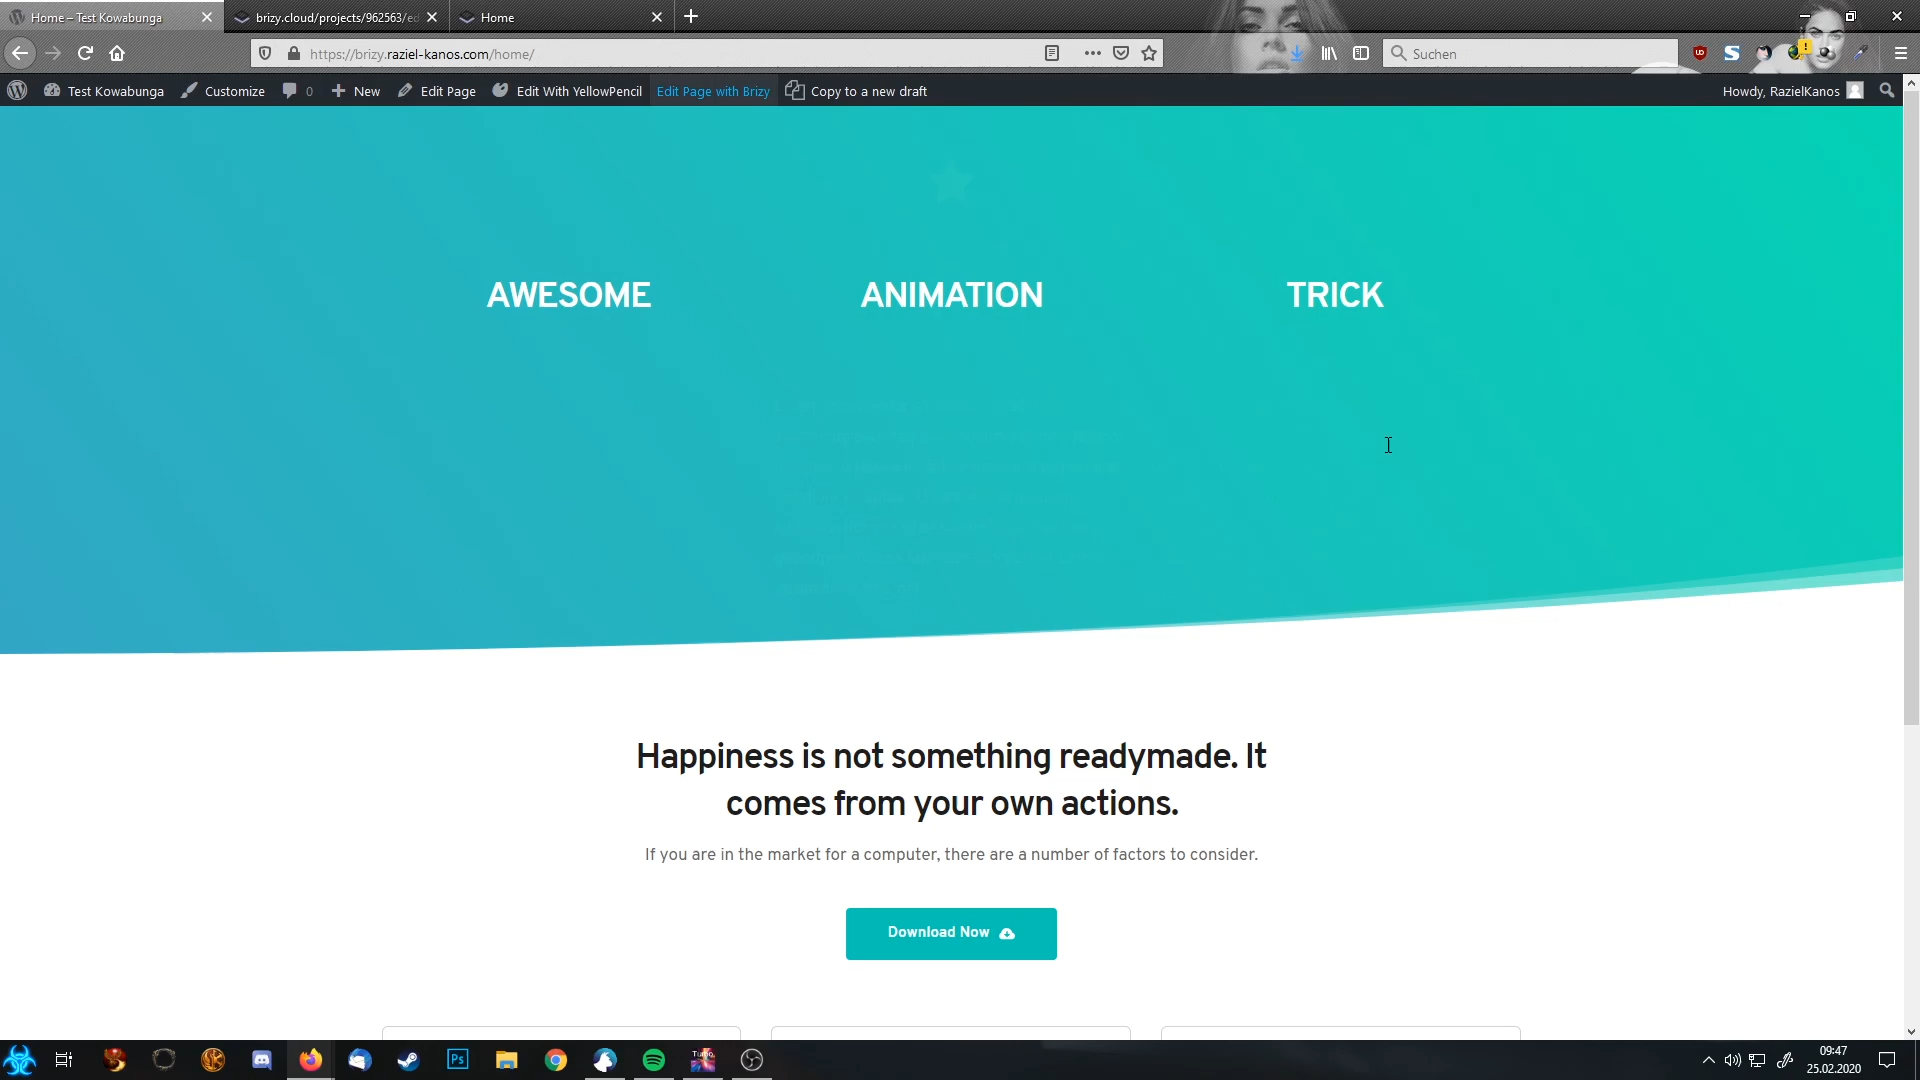 Home – Test Kowabunga
brizy.cloud/projects/962563/ed
Home
https://brizy.raziel-kanos.com/home/
Suchen
Test Kowabunga
Customize
0
New
Edit Page
Edit With YellowPencil
Edit Page with Brizy
Copy to a new draft
Howdy, RazielKanos
AWESOME
ANIMATION
TRICK
Happiness is not something readymade. It
comes from your own actions.
If you are in the market for a computer, there are a number of factors to consider.
Download Now
Ps
09:47
25.02.2020